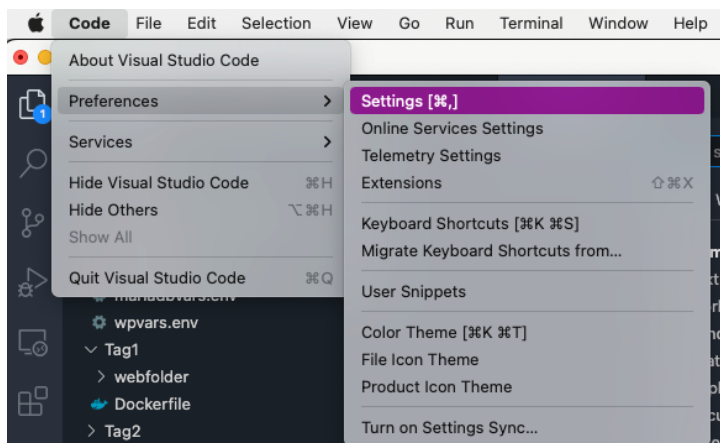 Code File Edit Selection View Go Run Terminal Window Help
About Visual Studio Code
Preferences
Services
Hide Visual Studio Code ⌘H
Hide Others ⌥⌘H
Show All
Quit Visual Studio Code ⌘Q
Settings [⌘,]
Online Services Settings
Telemetry Settings
Extensions ⇧⌘X
Keyboard Shortcuts [⌘K ⌘S]
Migrate Keyboard Shortcuts from...
User Snippets
Color Theme [⌘K ⌘T]
File Icon Theme
Product Icon Theme
Turn on Settings Sync...
1
mariadbvars.env
wpvars.env
Tag1
webfolder
Dockerfile
Tag2